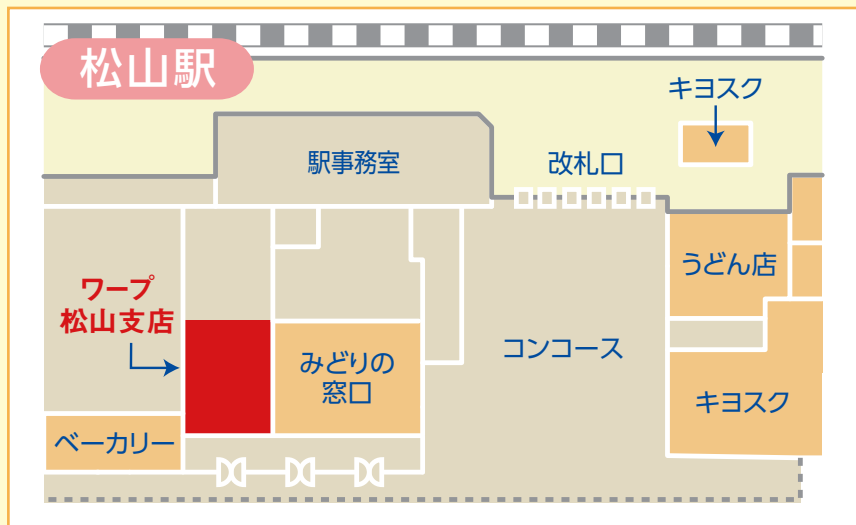 松山駅
キヨスク
駅事務室
改札口
うどん店
ワープ
松山支店
みどりの
窓口
コンコース
キヨスク
ベーカリー